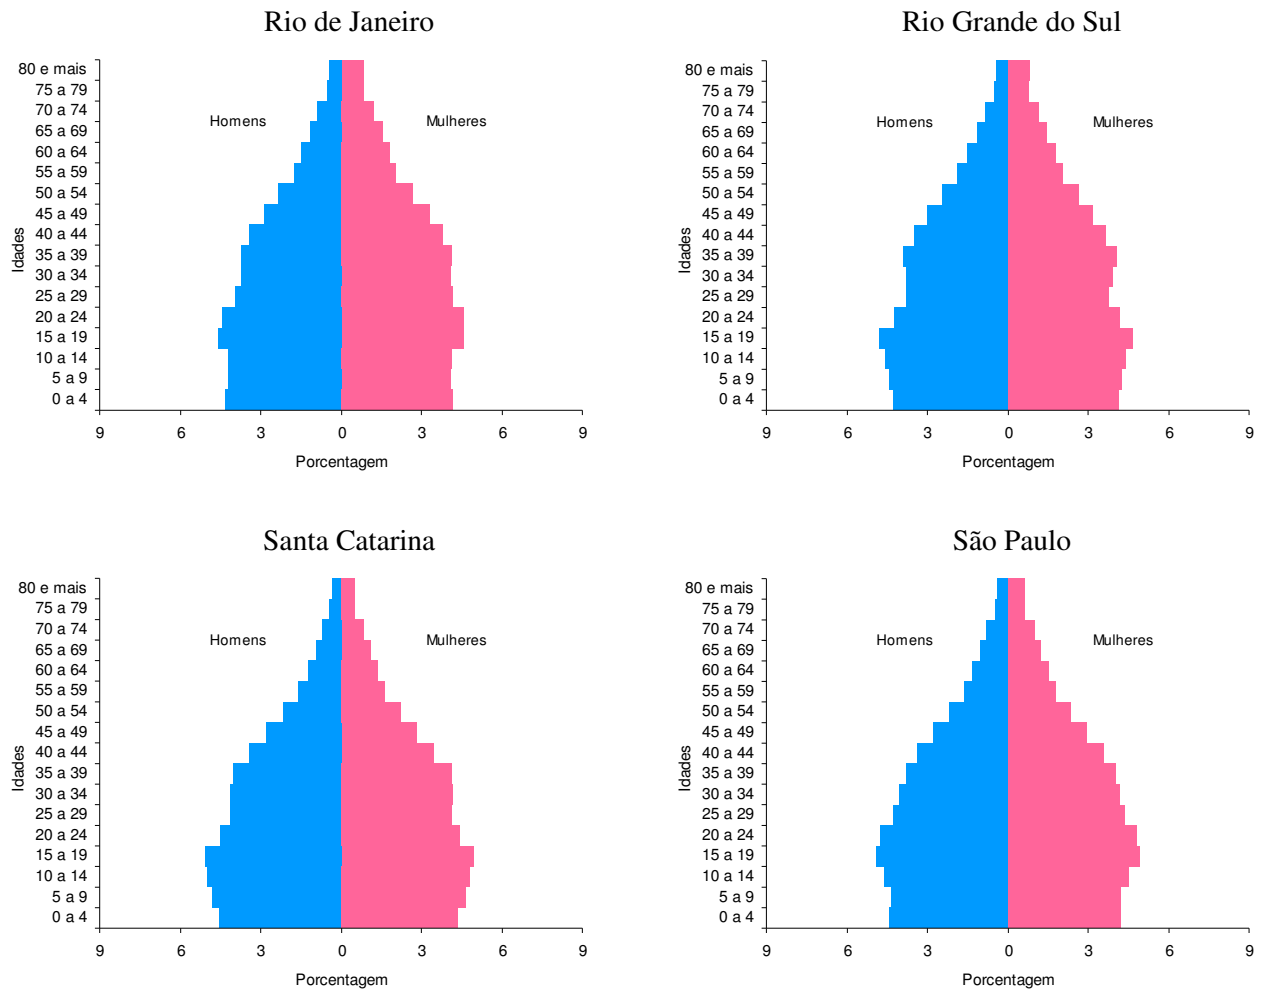 Rio de Janeiro
80 e mais
75 a 79
70 a 74
65 a 69
60 a 64
55 a 59
50 a 54
45 a 49
40 a 44
35 a 39
30 a 34
25 a 29
20 a 24
15 a 19
10 a 14
5 a 9
0 a 4
Idades
Homens
Mulheres
9 6 3 0 3 6 9
Porcentagem
Rio Grande do Sul
80 e mais
75 a 79
70 a 74
65 a 69
60 a 64
55 a 59
50 a 54
45 a 49
40 a 44
35 a 39
30 a 34
25 a 29
20 a 24
15 a 19
10 a 14
5 a 9
0 a 4
Idades
Homens
Mulheres
9 6 3 0 3 6 9
Porcentagem
Santa Catarina
80 e mais
75 a 79
70 a 74
65 a 69
60 a 64
55 a 59
50 a 54
45 a 49
40 a 44
35 a 39
30 a 34
25 a 29
20 a 24
15 a 19
10 a 14
5 a 9
0 a 4
Idades
Homens
Mulheres
9 6 3 0 3 6 9
Porcentagem
São Paulo
80 e mais
75 a 79
70 a 74
65 a 69
60 a 64
55 a 59
50 a 54
45 a 49
40 a 44
35 a 39
30 a 34
25 a 29
20 a 24
15 a 19
10 a 14
5 a 9
0 a 4
Idades
Homens
Mulheres
9 6 3 0 3 6 9
Porcentagem